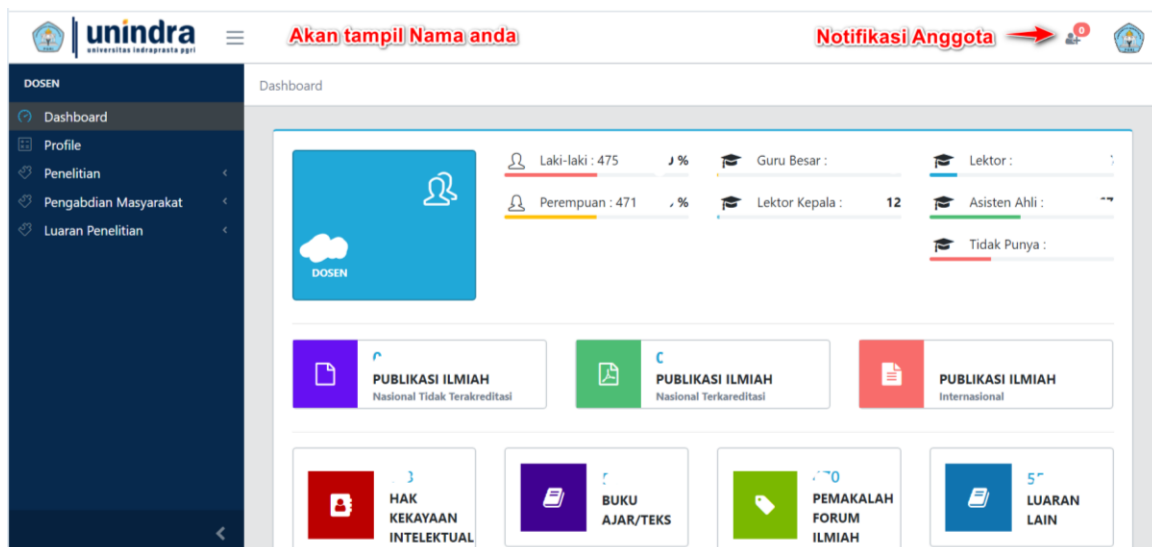 unindra
universitas indraprasta pgri
Akan tampil Nama anda
Notifikasi Anggota
0
DOSEN
Dashboard
Dashboard
Profile
Penelitian
Pengabdian Masyarakat
Luaran Penelitian
DOSEN
Laki-laki : 475 %
Perempuan : 471 %
Guru Besar :
Lektor Kepala : 12
Lektor :
Asisten Ahli :
Tidak Punya :
PUBLIKASI ILMIAH
Nasional Tidak Terakreditasi
PUBLIKASI ILMIAH
Nasional Terkareditasi
PUBLIKASI ILMIAH
Internasional
HAK
KEKAYAAN
INTELEKTUAL
BUKU
AJAR/TEKS
PEMAKALAH
FORUM
ILMIAH
LUARAN
LAIN